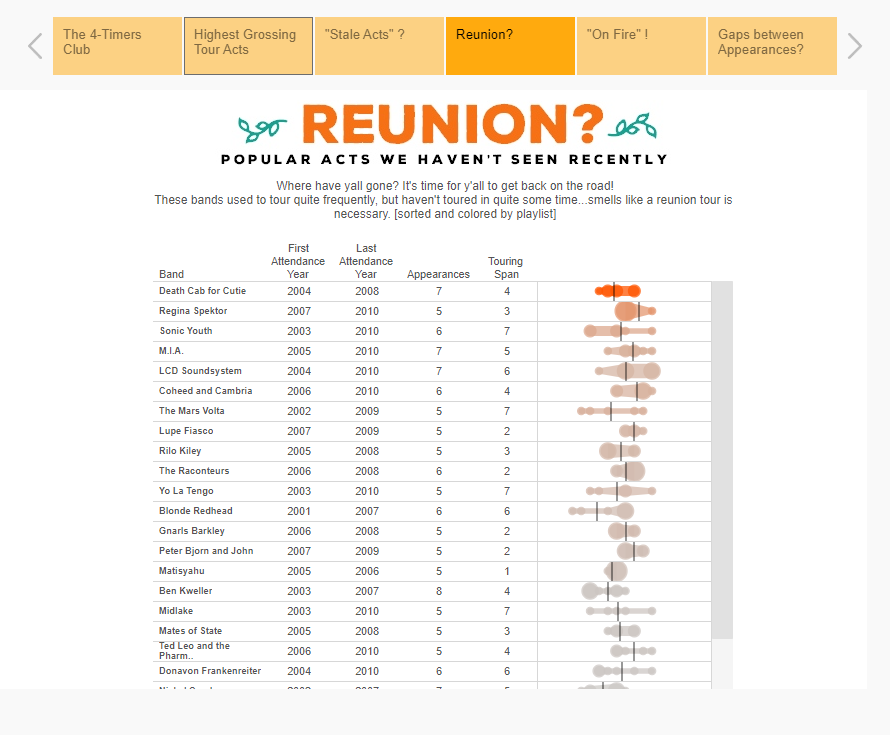 The 4-Timers
Club
Highest Grossing
Tour Acts
"Stale Acts" ?
Reunion?
"On Fire" !
Gaps between
Appearances?
REUNION?
POPULAR ACTS WE HAVEN'T SEEN RECENTLY
Where have yall gone? It's time for y'all to get back on the road!
These bands used to tour quite frequently, but haven't toured in quite some time...smells like a reunion tour is
necessary. [sorted and colored by playlist]
Band First Attendance Year Last Attendance Year Appearances Touring Span
Death Cab for Cutie 2004 2008 7 4
Regina Spektor 2007 2010 5 3
Sonic Youth 2003 2010 6 7
M.I.A. 2005 2010 7 5
LCD Soundsystem 2004 2010 7 6
Coheed and Cambria 2006 2010 6 4
The Mars Volta 2002 2009 5 7
Lupe Fiasco 2007 2009 5 2
Rilo Kiley 2005 2008 5 3
The Raconteurs 2006 2008 6 2
Yo La Tengo 2003 2010 5 7
Blonde Redhead 2001 2007 6 6
Gnarls Barkley 2006 2008 5 2
Peter Bjorn and John 2007 2009 5 2
Matisyahu 2005 2006 5 1
Ben Kweller 2003 2007 8 4
Midlake 2003 2010 5 7
Mates of State 2005 2008 5 3
Ted Leo and the
Pharm.. 2006 2010 5 4
Donavon Frankenreiter 2004 2010 6 6